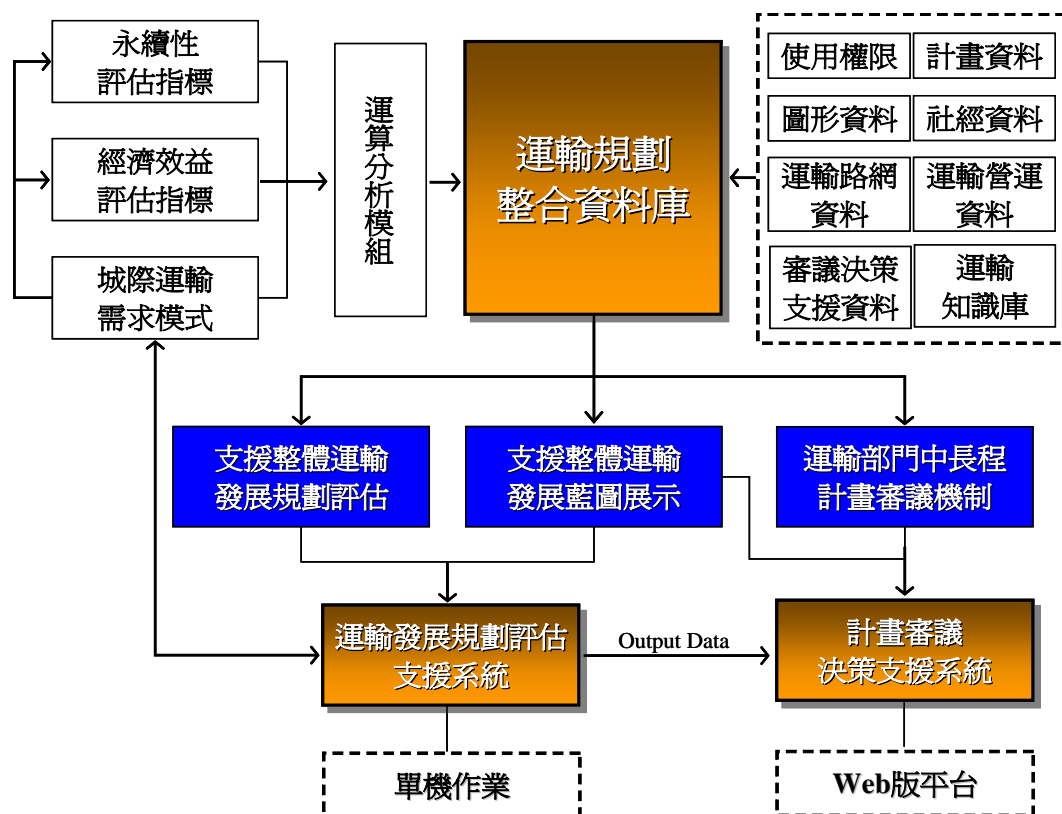 永續性
評估指標
經濟效益
評估指標
城際運輸
需求模式
運算分析模組
運輸規劃
整合資料庫
使用權限
計畫資料
圖形資料
社經資料
運輸路網
資料
運輸營運
資料
審議決策
支援資料
運輸
知識庫
支援整體運輸
發展規劃評估
支援整體運輸
發展藍圖展示
運輸部門中長程
計畫審議機制
運輸發展規劃評估
支援系統
Output Data
計畫審議
決策支援系統
單機作業
Web版平台